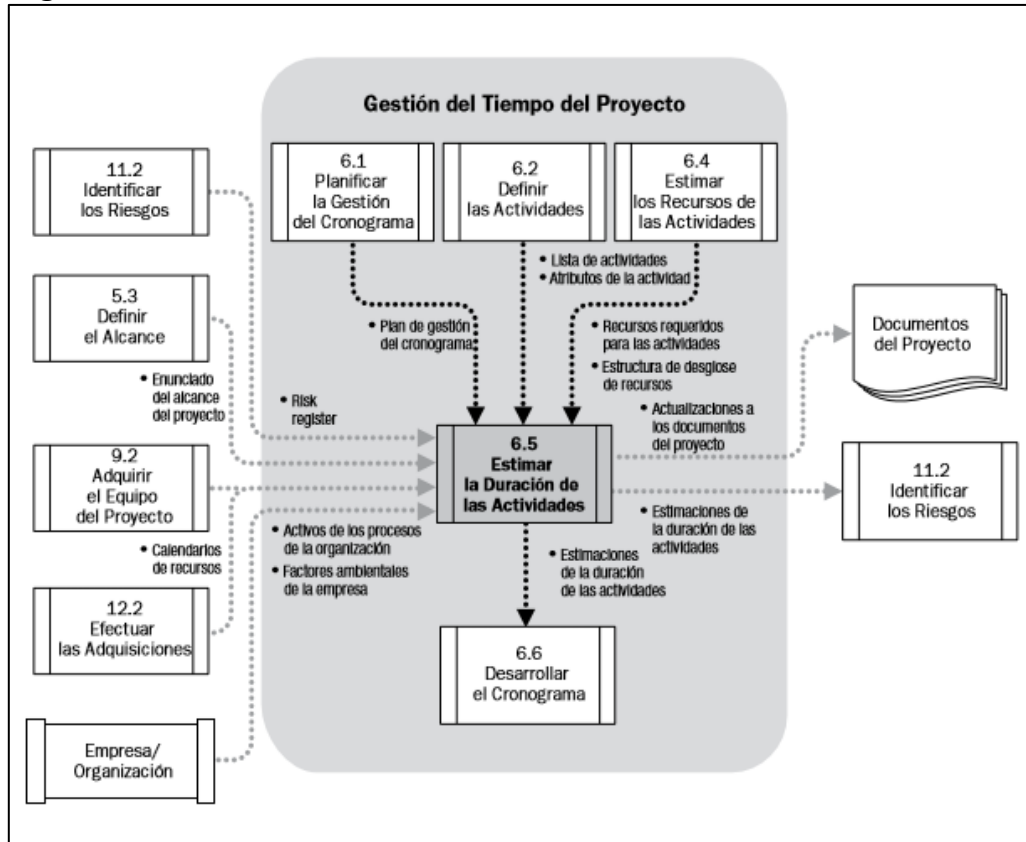 Gestión del Tiempo del Proyecto
11.2
Identificar
los Riesgos
6.1
Planificar
la Gestión
del Cronograma
6.2
Definir
las Actividades
6.4
Estimar
los Recursos de
las Actividades
• Lista de actividades
• Atributos de la actividad
5.3
Definir
el Alcance
• Plan de gestión
del cronograma
• Recursos requeridos
para las actividades
• Estructura de desglose
de recursos
Documentos
del Proyecto
• Enunciado
del alcance
del proyecto
• Risk
register
• Actualizaciones a
los documentos
del proyecto
9.2
Adquirir
el Equipo
del Proyecto
6.5
Estimar
la Duración de
las Actividades
11.2
Identificar
los Riesgos
• Calendarios
de recursos
• Activos de los procesos
de la organización
• Factores ambientales
de la empresa
• Estimaciones de
la duración de las
actividades
• Estimaciones
de la duración
de las actividades
12.2
Efectuar
las Adquisiciones
6.6
Desarrollar
el Cronograma
Empresa/
Organización